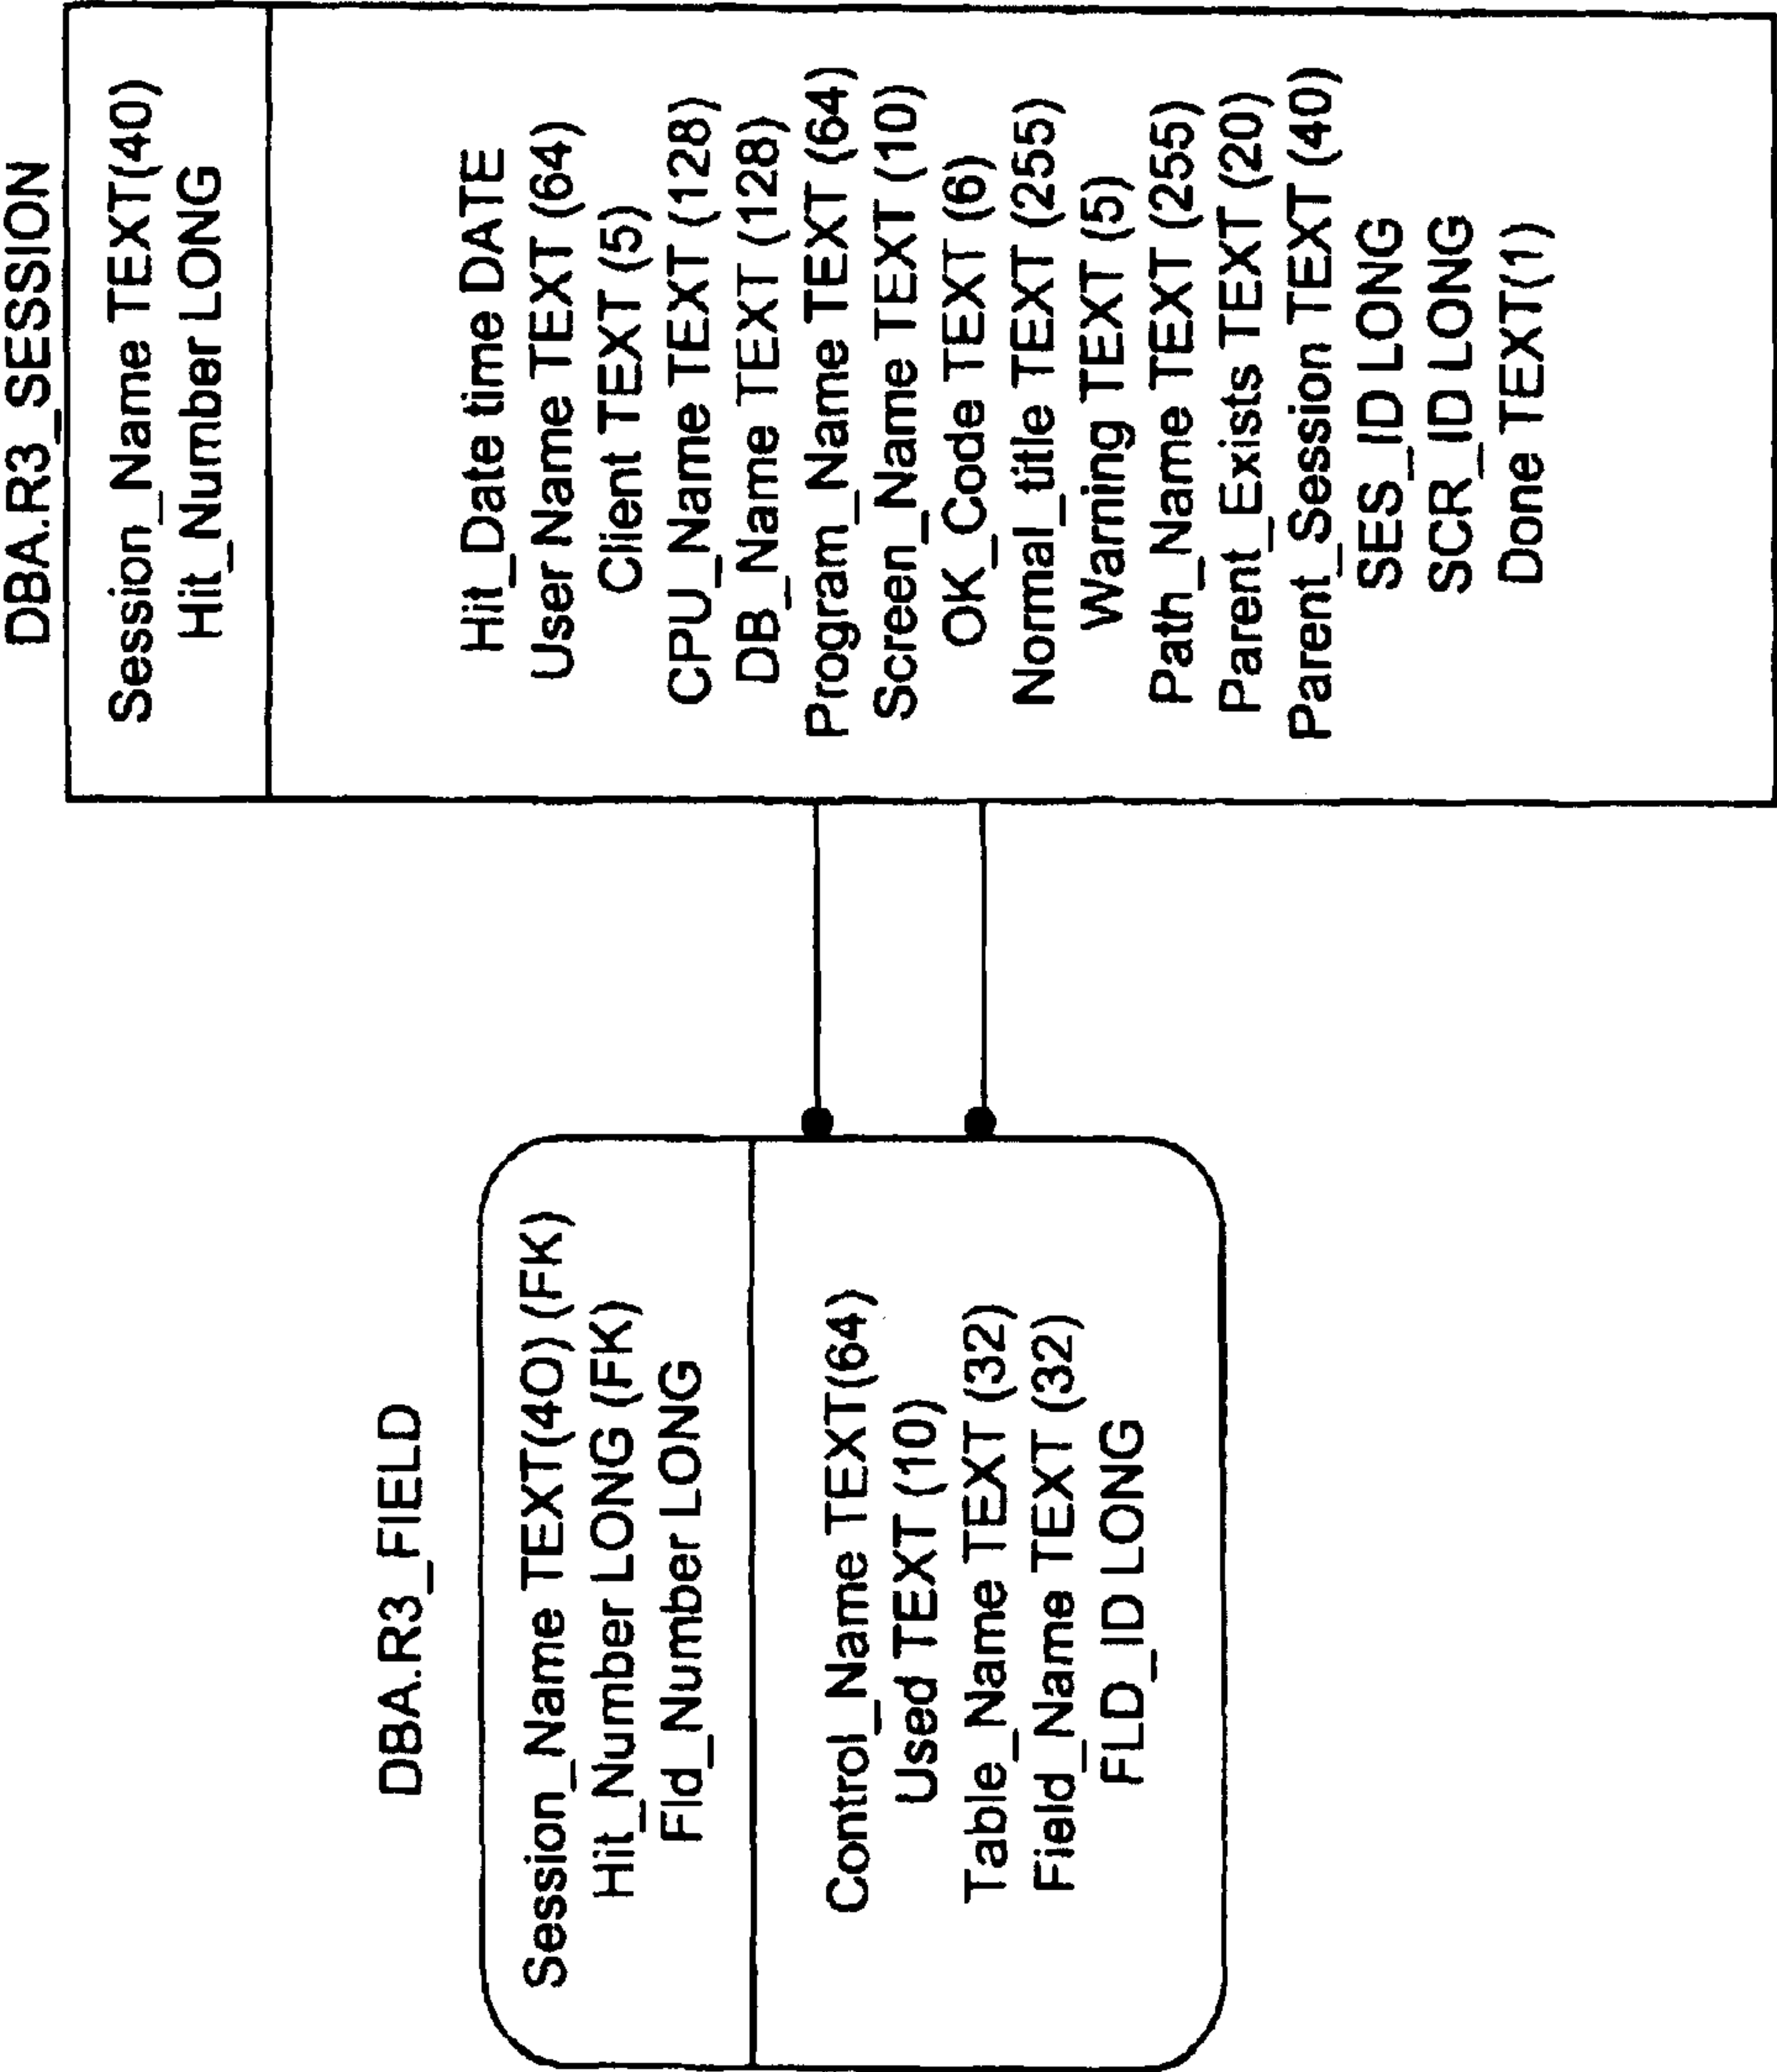 DBA.R3_FIELD
Session_Name TEXT(4O) (FK)
Hit_Number LONG (FK)
Fld_Number LONG
Control_Name TEXT(64)
Used TEXT (10)
Table_Name TEXT (32)
Field_Name TEXT (32)
FLD_ID LONG
DBA.R3_SESSION
Session_Name TEXT(40)
Hit_Number LONG
Hit_Date time DATE
User Name TEXT (64)
Client TEXT (5)
CPU_Name TEXT (128)
DB_Name TEXT (128)
Program_Name TEXT (64)
Screen_Name TEXT (10)
OK_Code TEXT (6)
Normal_title TEXT (255)
Warning TEXT (5)
Path_Name TEXT (255)
Parent_Exists TEXT (20)
Parent_Session TEXT (40)
SES_ID LONG
SCR_ID LONG
Done TEXT(1)